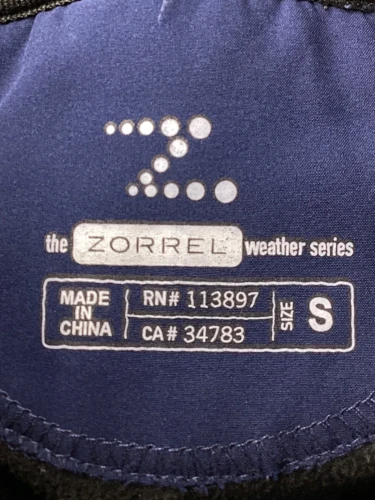 Z
the ZORREL weather series
MADE IN CHINA
RN# 113897
CA# 34783
SIZE S